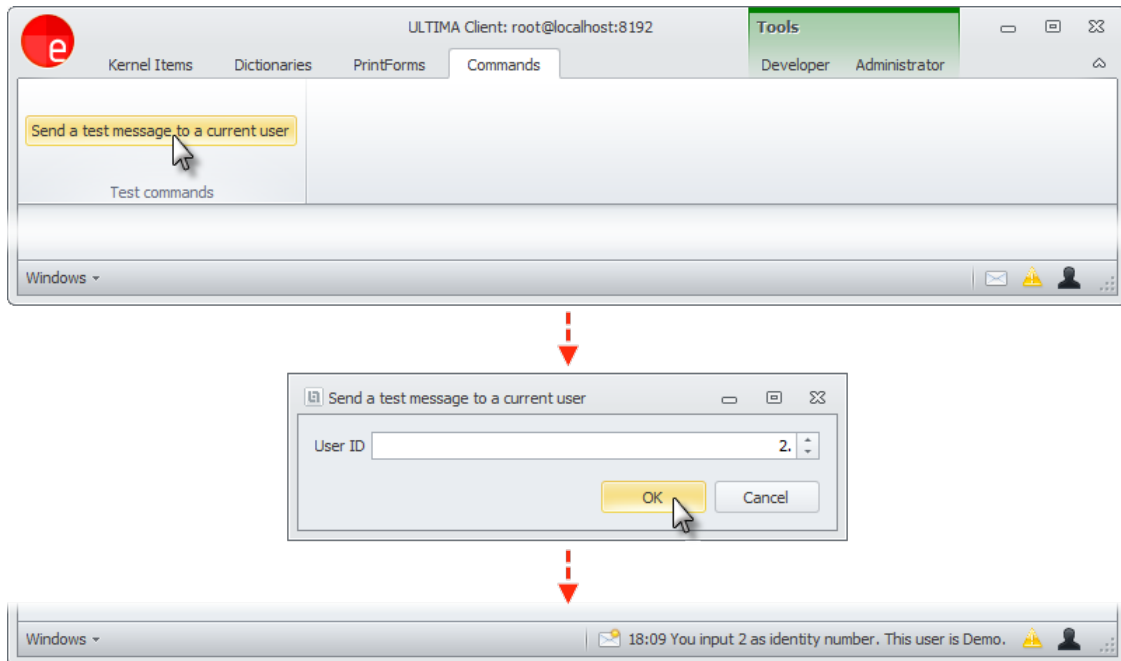 ULTIMA Client: root@localhost:8192 Tools
e
Kernel Items Dictionaries PrintForms Commands Developer Administrator
Send a test message to a current user
Test commands
Windows
Send a test message to a current user
User ID 2.
OK Cancel
Windows 18:09 You input 2 as identity number. This user is Demo.